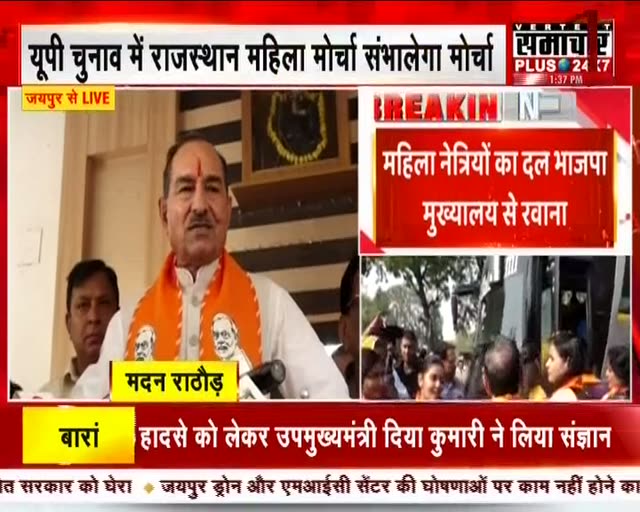 यूपी चुनाव में राजस्थान महिला मोर्चा संभालेगा मोर्चा
समाचार
PLUS 24X7
1:37 PM
जयपुर से LIVE
BREAKIN N
महिला नेत्रियों का दल भाजपा
मुख्यालय से रवाना
मदन राठौड़
बारां
हादसे को लेकर उपमुख्यमंत्री दिया कुमारी ने लिया संज्ञान
सरकार को घेरा
जयपुर ड्रोन और एमआईसी सेंटर की घोषणाओं पर काम नहीं होने का